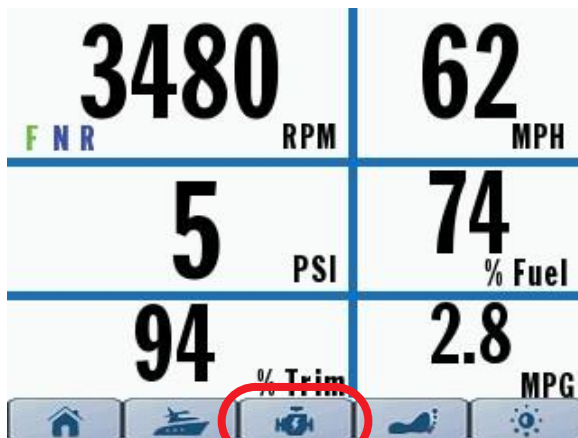 3480 62
F N R RPM MPH
5 74
PSI % Fuel
94 2.8
% Trim MPG